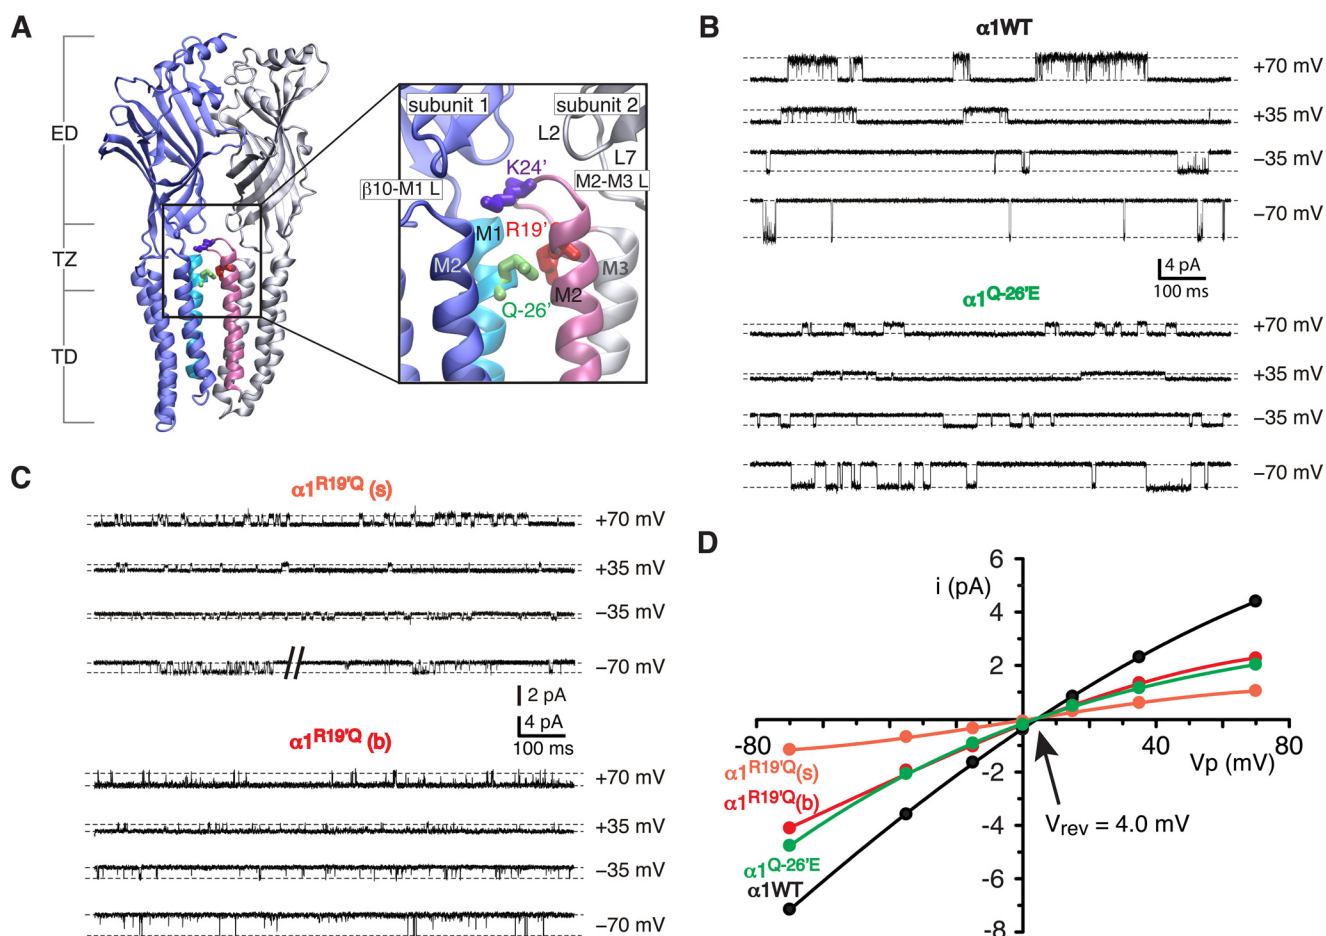 A
ED
TZ
TD
subunit 1
subunit 2
L2
L7
K24'
M2-M3 L
β10-M1 L
M1
R19'
M2
M3
M2
Q-26'
B
α1WT
+70 mV
+35 mV
−35 mV
−70 mV
4 pA
100 ms
α1Q-26'E
+70 mV
+35 mV
−35 mV
−70 mV
C
α1R19'Q (s)
+70 mV
+35 mV
−35 mV
−70 mV
2 pA
4 pA
100 ms
α1R19'Q (b)
+70 mV
+35 mV
−35 mV
−70 mV
D
6
i (pA)
4
2
-80
40
80
Vp (mV)
-2
-4
-6
-8
α1R19'Q(s)
α1R19'Q(b)
α1Q-26'E
α1WT
Vrev = 4.0 mV